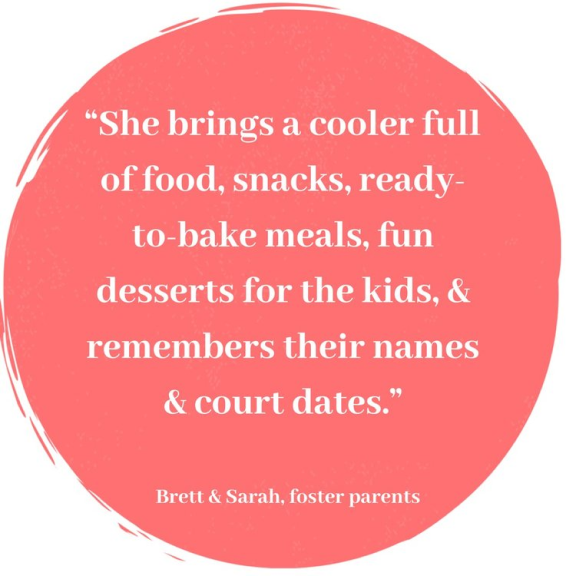 “She brings a cooler full
of food, snacks, ready-
to-bake meals, fun
desserts for the kids, &
remembers their names
& court dates.”
Brett & Sarah, foster parents